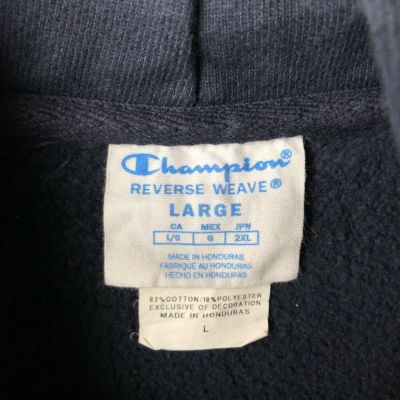 Champion®
REVERSE WEAVE®
LARGE
CA MEX JPN
L/G G 2XL
MADE IN HONDURAS
FABRIQUÉ AU HONDURAS
HECHO EN HONDURAS
82%COTTON/18%POLYESTER
EXCLUSIVE OF DECORATION
MADE IN HONDURAS
L